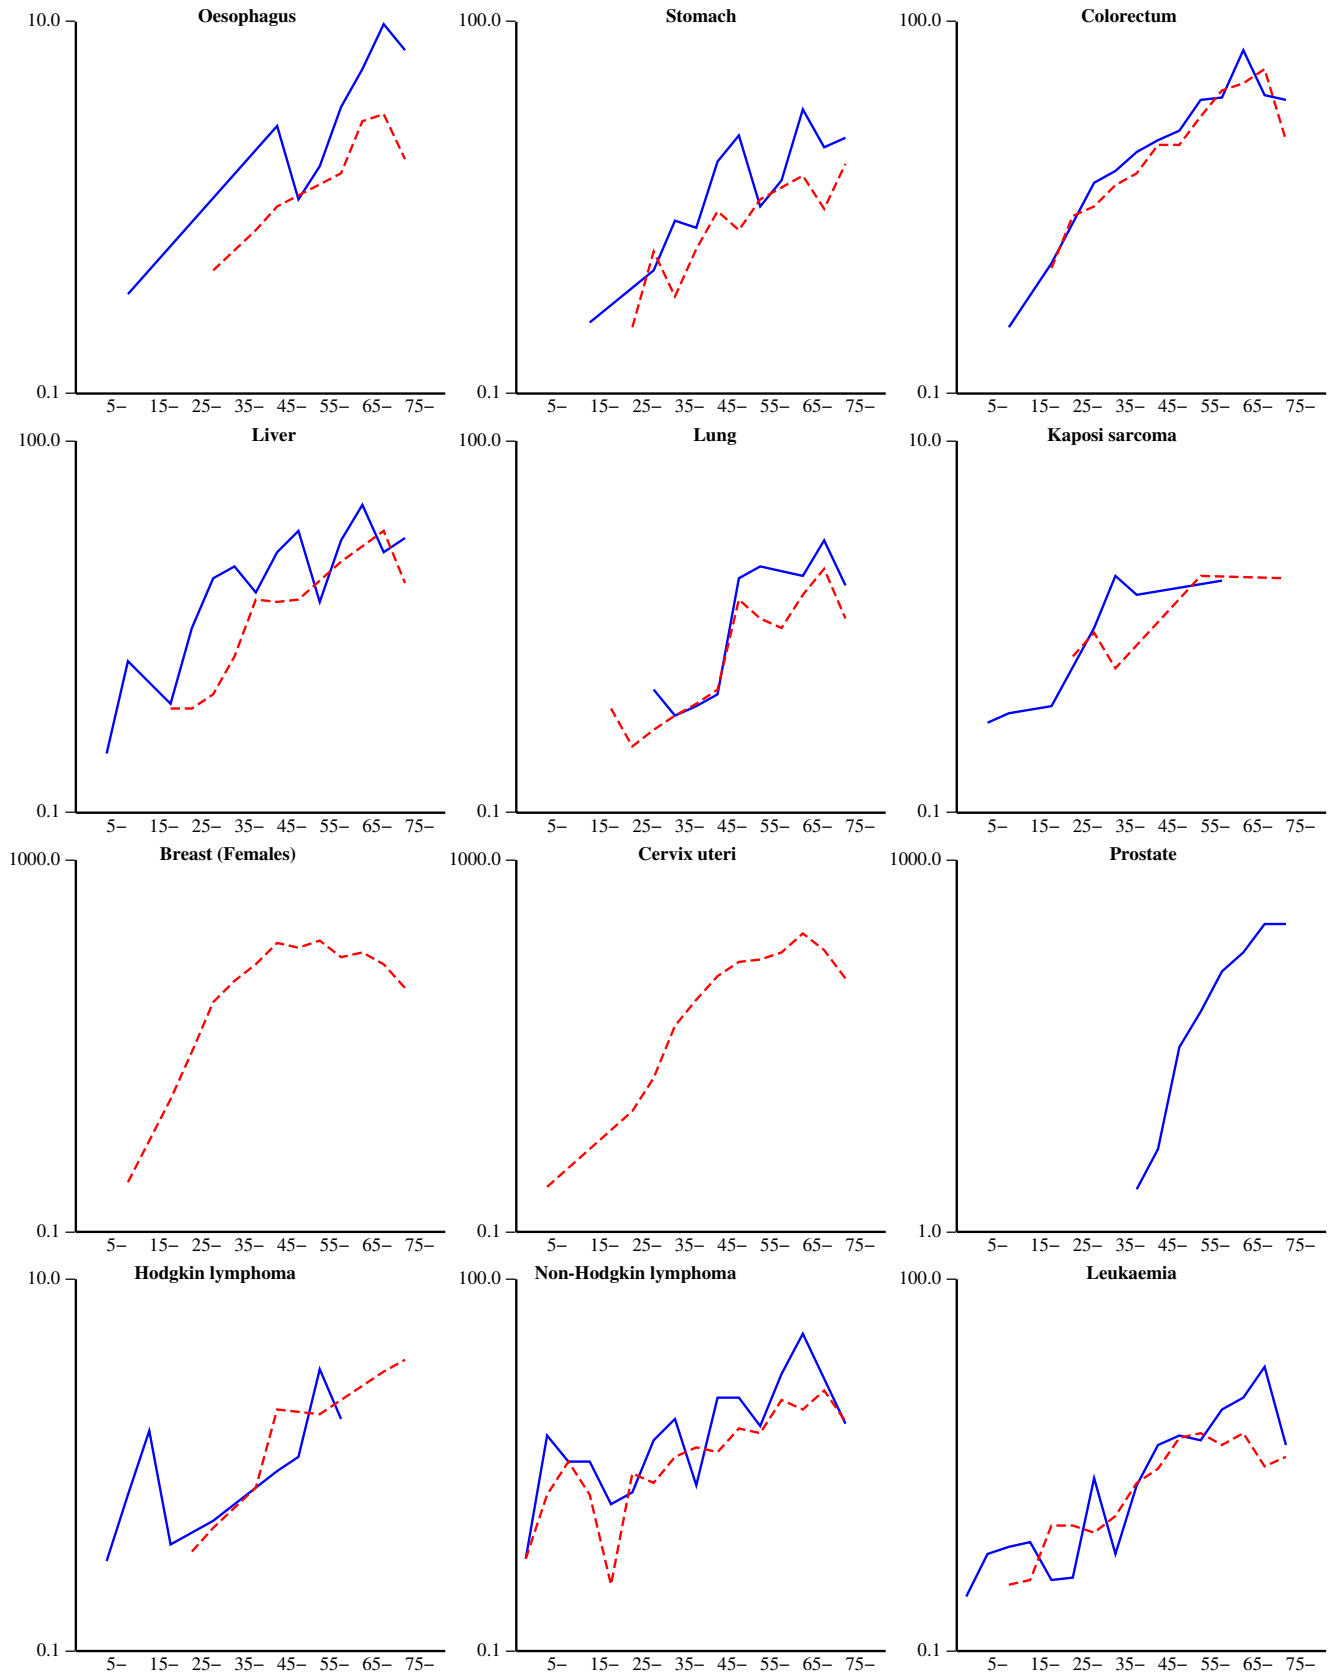 Oesophagus
10.0
0.1
5– 15– 25– 35– 45– 55– 65– 75–
Stomach
100.0
0.1
5– 15– 25– 35– 45– 55– 65– 75–
Colorectum
100.0
0.1
5– 15– 25– 35– 45– 55– 65– 75–
Liver
100.0
0.1
5– 15– 25– 35– 45– 55– 65– 75–
Lung
100.0
0.1
5– 15– 25– 35– 45– 55– 65– 75–
Kaposi sarcoma
10.0
0.1
5– 15– 25– 35– 45– 55– 65– 75–
Breast (Females)
1000.0
0.1
5– 15– 25– 35– 45– 55– 65– 75–
Cervix uteri
1000.0
0.1
5– 15– 25– 35– 45– 55– 65– 75–
Prostate
1000.0
1.0
5– 15– 25– 35– 45– 55– 65– 75–
Hodgkin lymphoma
10.0
0.1
5– 15– 25– 35– 45– 55– 65– 75–
Non-Hodgkin lymphoma
100.0
0.1
5– 15– 25– 35– 45– 55– 65– 75–
Leukaemia
100.0
0.1
5– 15– 25– 35– 45– 55– 65– 75–